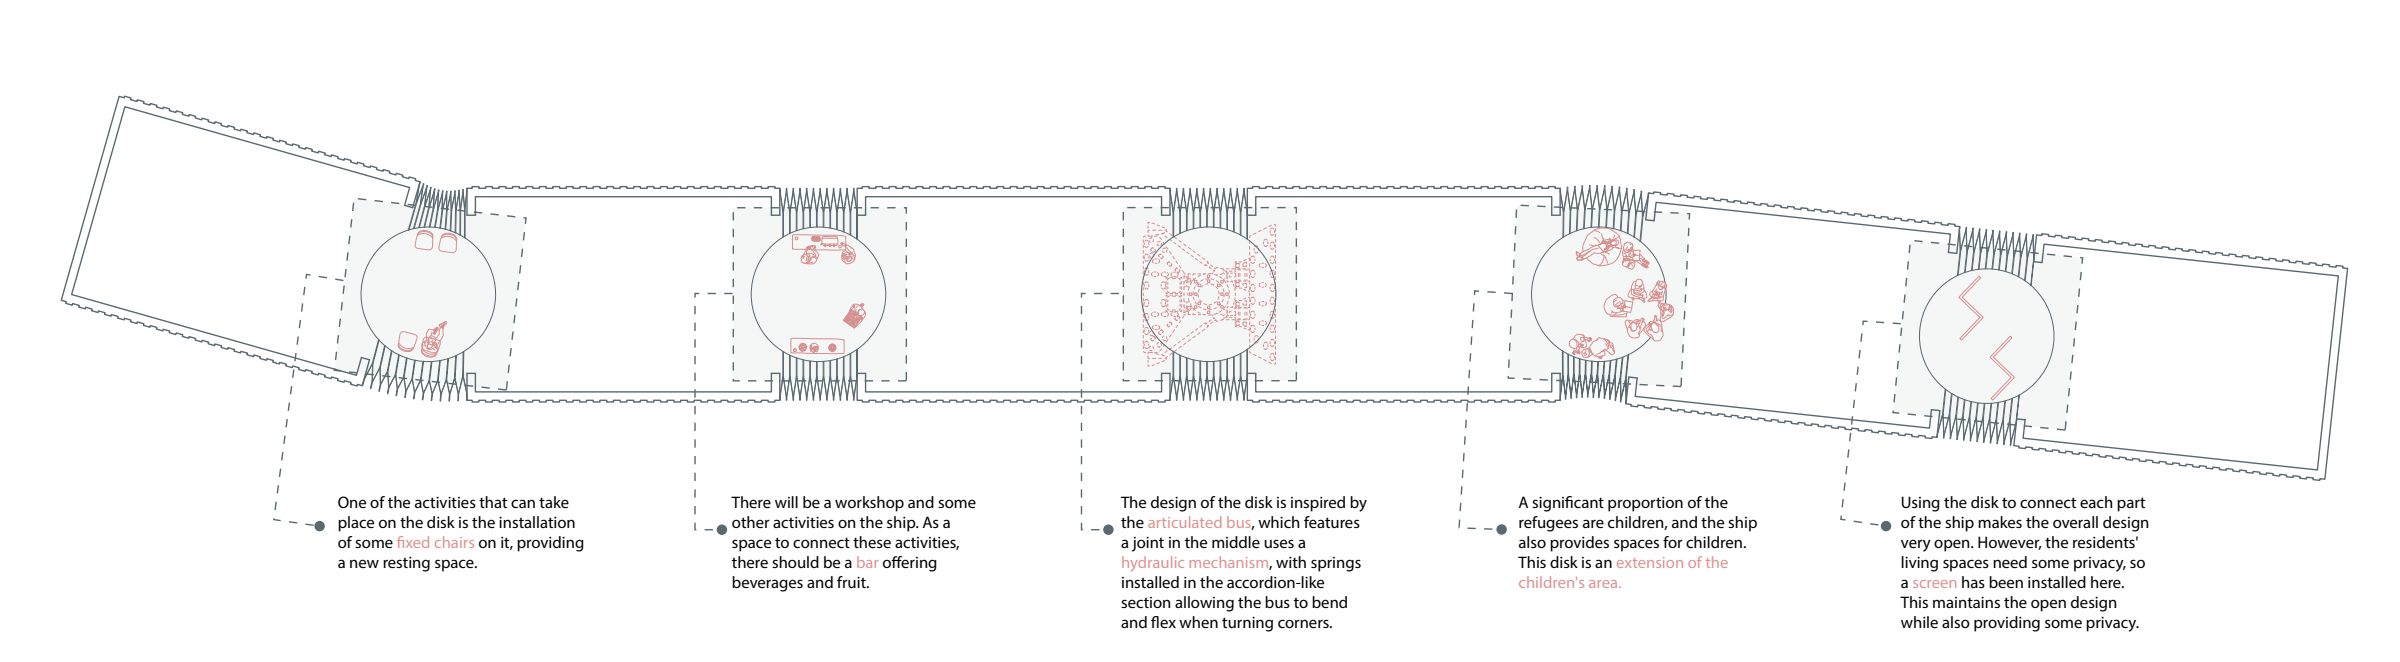 One of the activities that can take
place on the disk is the installation
of some fixed chairs on it, providing
a new resting space.
There will be a workshop and some
other activities on the ship. As a
space to connect these activities,
there should be a bar offering
beverages and fruit.
The design of the disk is inspired by
the articulated bus, which features
a joint in the middle uses a
hydraulic mechanism, with springs
installed in the accordion-like
section allowing the bus to bend
and flex when turning corners.
A significant proportion of the
refugees are children, and the ship
also provides spaces for children.
This disk is an extension of the
children's area.
Using the disk to connect each part
of the ship makes the overall design
very open. However, the residents'
living spaces need some privacy, so
a screen has been installed here.
This maintains the open design
while also providing some privacy.